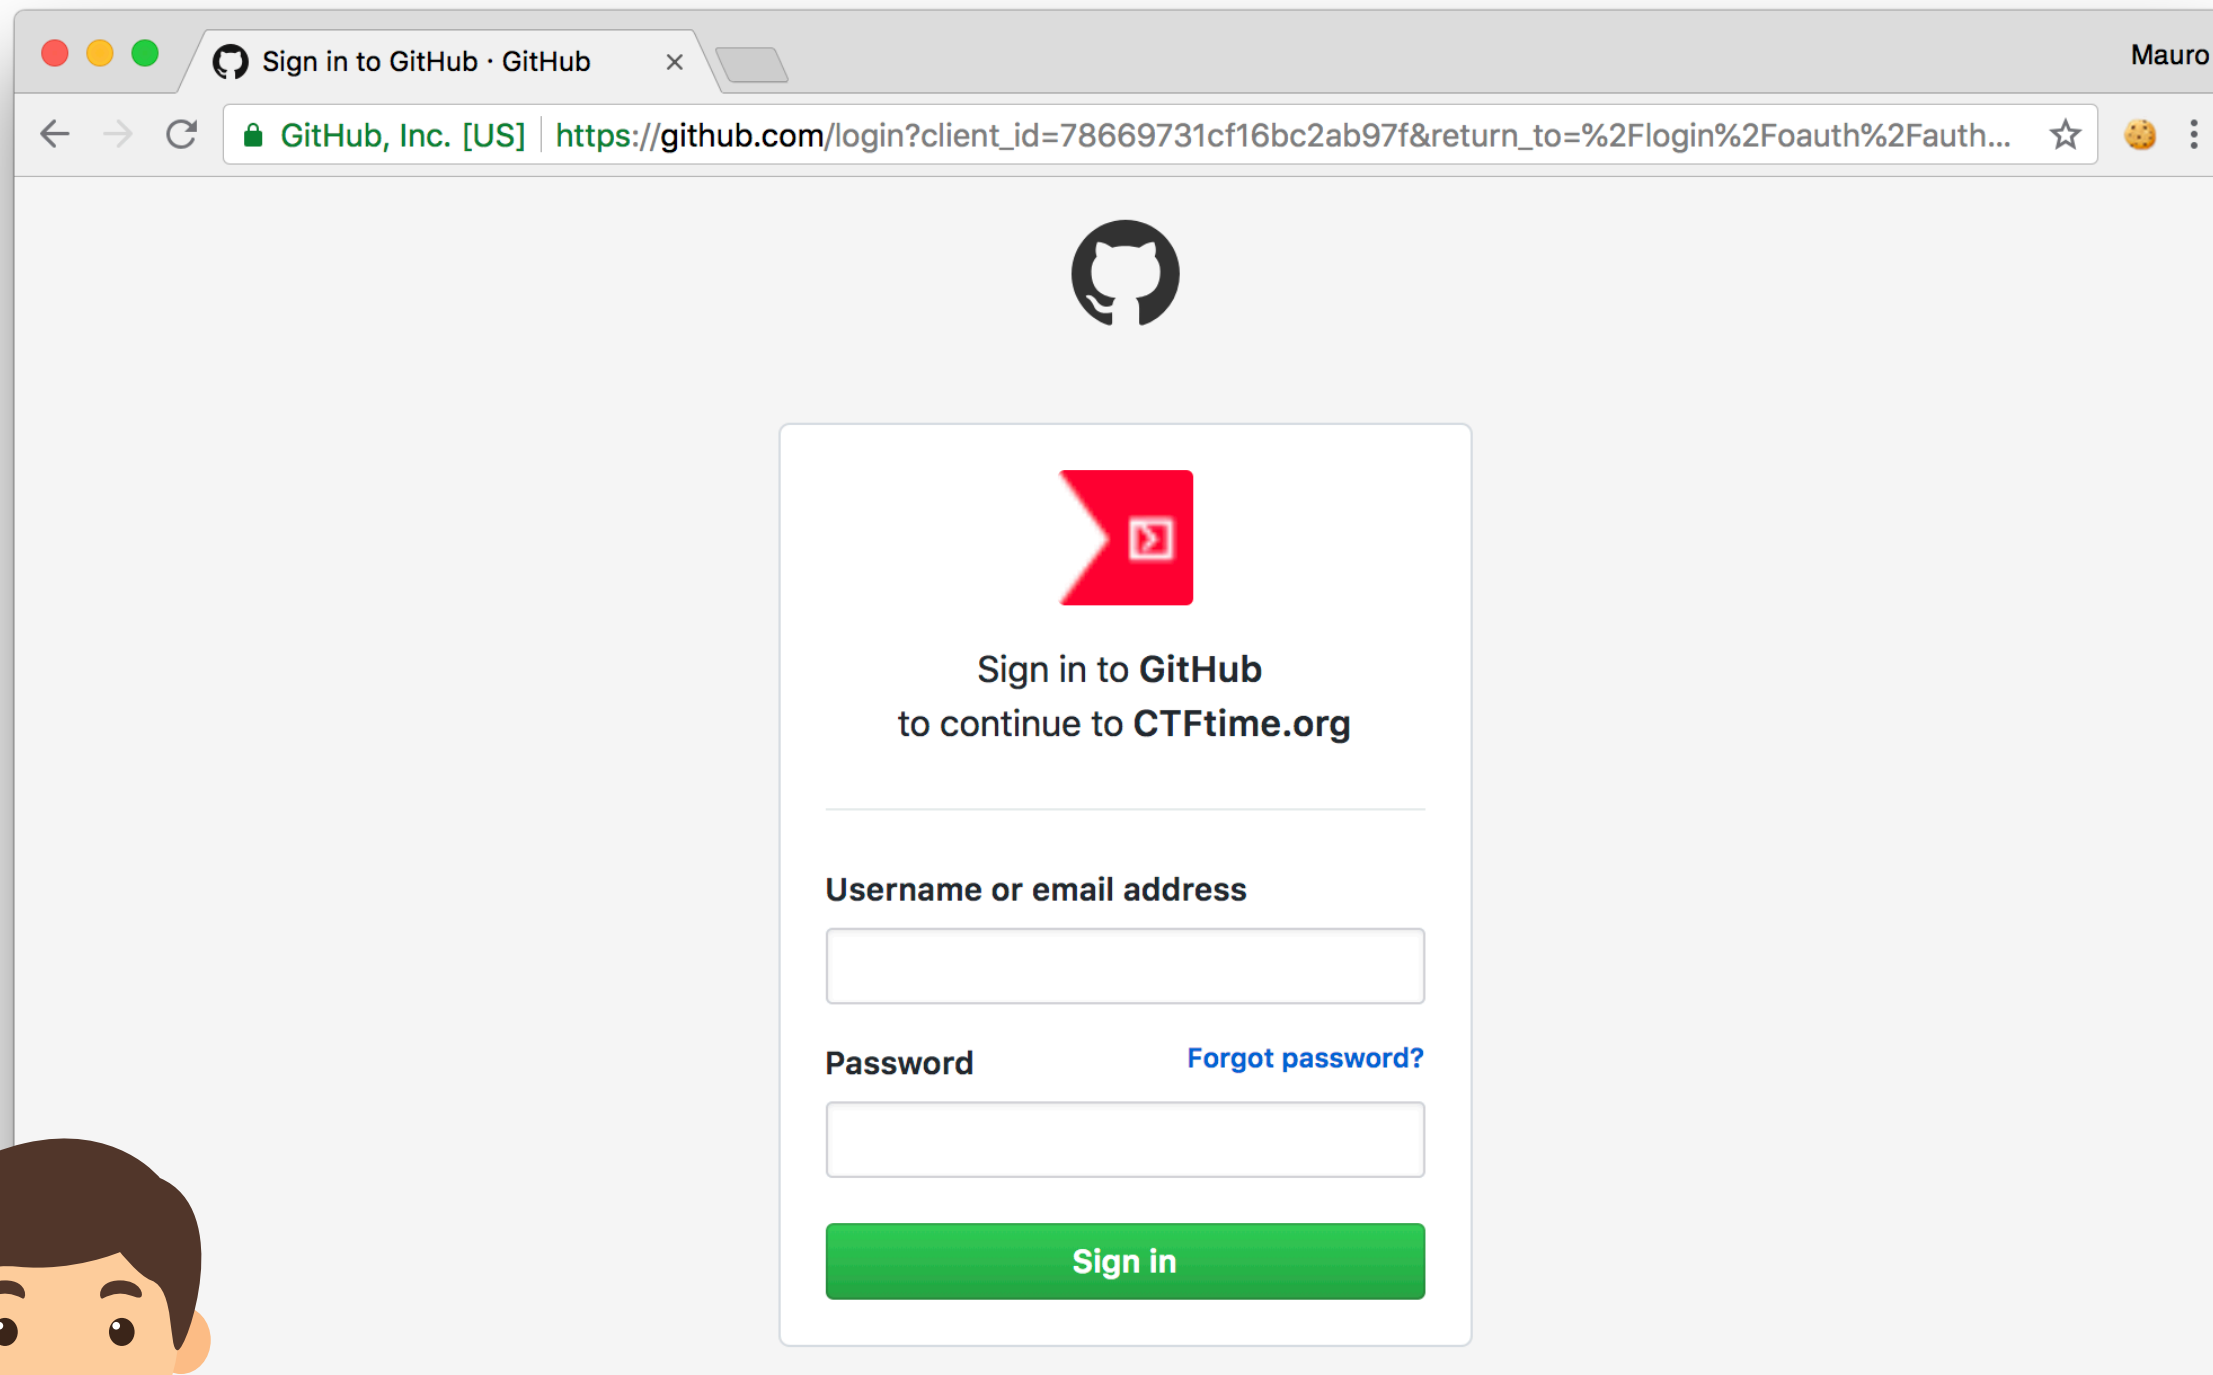 Sign in to GitHub · GitHub
Mauro
GitHub, Inc. [US] https://github.com/login?client_id=78669731cf16bc2ab97f&return_to=%2Flogin%2Foauth%2Fauth...
Sign in to GitHub
to continue to CTFtime.org
Username or email address
Password Forgot password?
Sign in